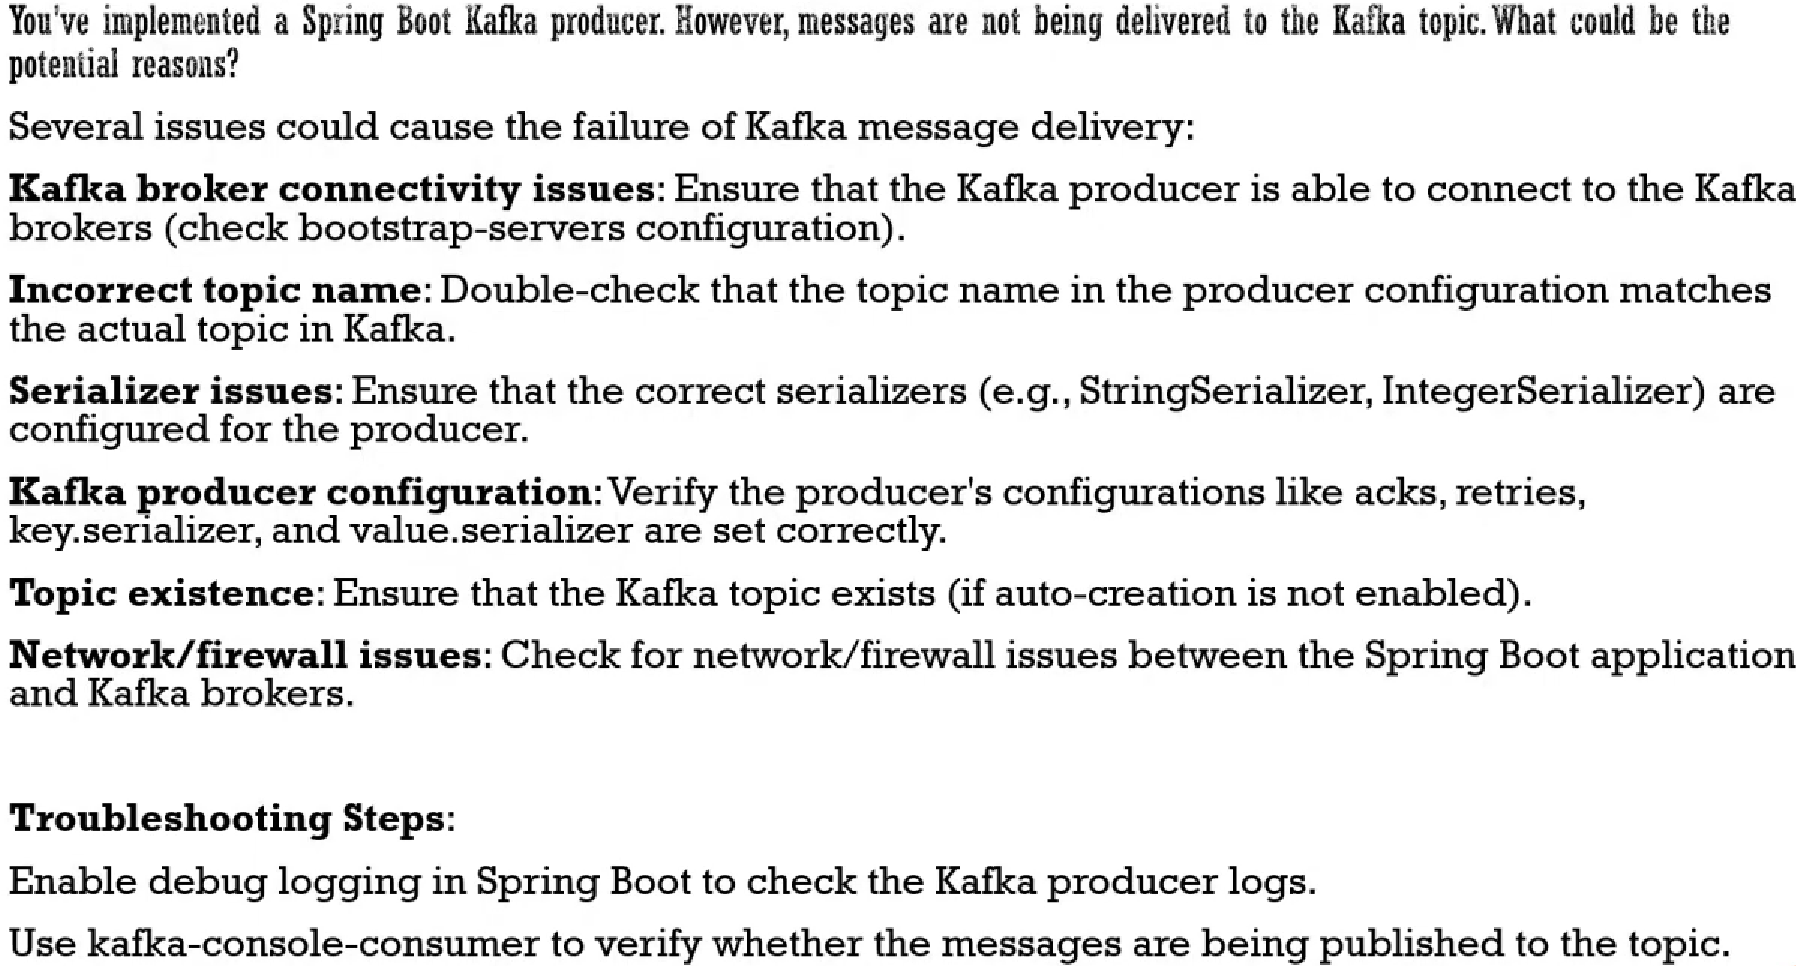 You've implemented a Spring Boot Kafka producer. However, messages are not being delivered to the Kafka topic. What could be the
potential reasons?
Several issues could cause the failure of Kafka message delivery:
Kafka broker connectivity issues: Ensure that the Kafka producer is able to connect to the Kafka
brokers (check bootstrap-servers configuration).
Incorrect topic name: Double-check that the topic name in the producer configuration matches
the actual topic in Kafka.
Serializer issues: Ensure that the correct serializers (e.g., StringSerializer, IntegerSerializer) are
configured for the producer.
Kafka producer configuration: Verify the producer's configurations like acks, retries,
key.serializer, and value.serializer are set correctly.
Topic existence: Ensure that the Kafka topic exists (if auto-creation is not enabled).
Network/firewall issues: Check for network/firewall issues between the Spring Boot application
and Kafka brokers.
Troubleshooting Steps:
Enable debug logging in Spring Boot to check the Kafka producer logs.
Use kafka-console-consumer to verify whether the messages are being published to the topic.